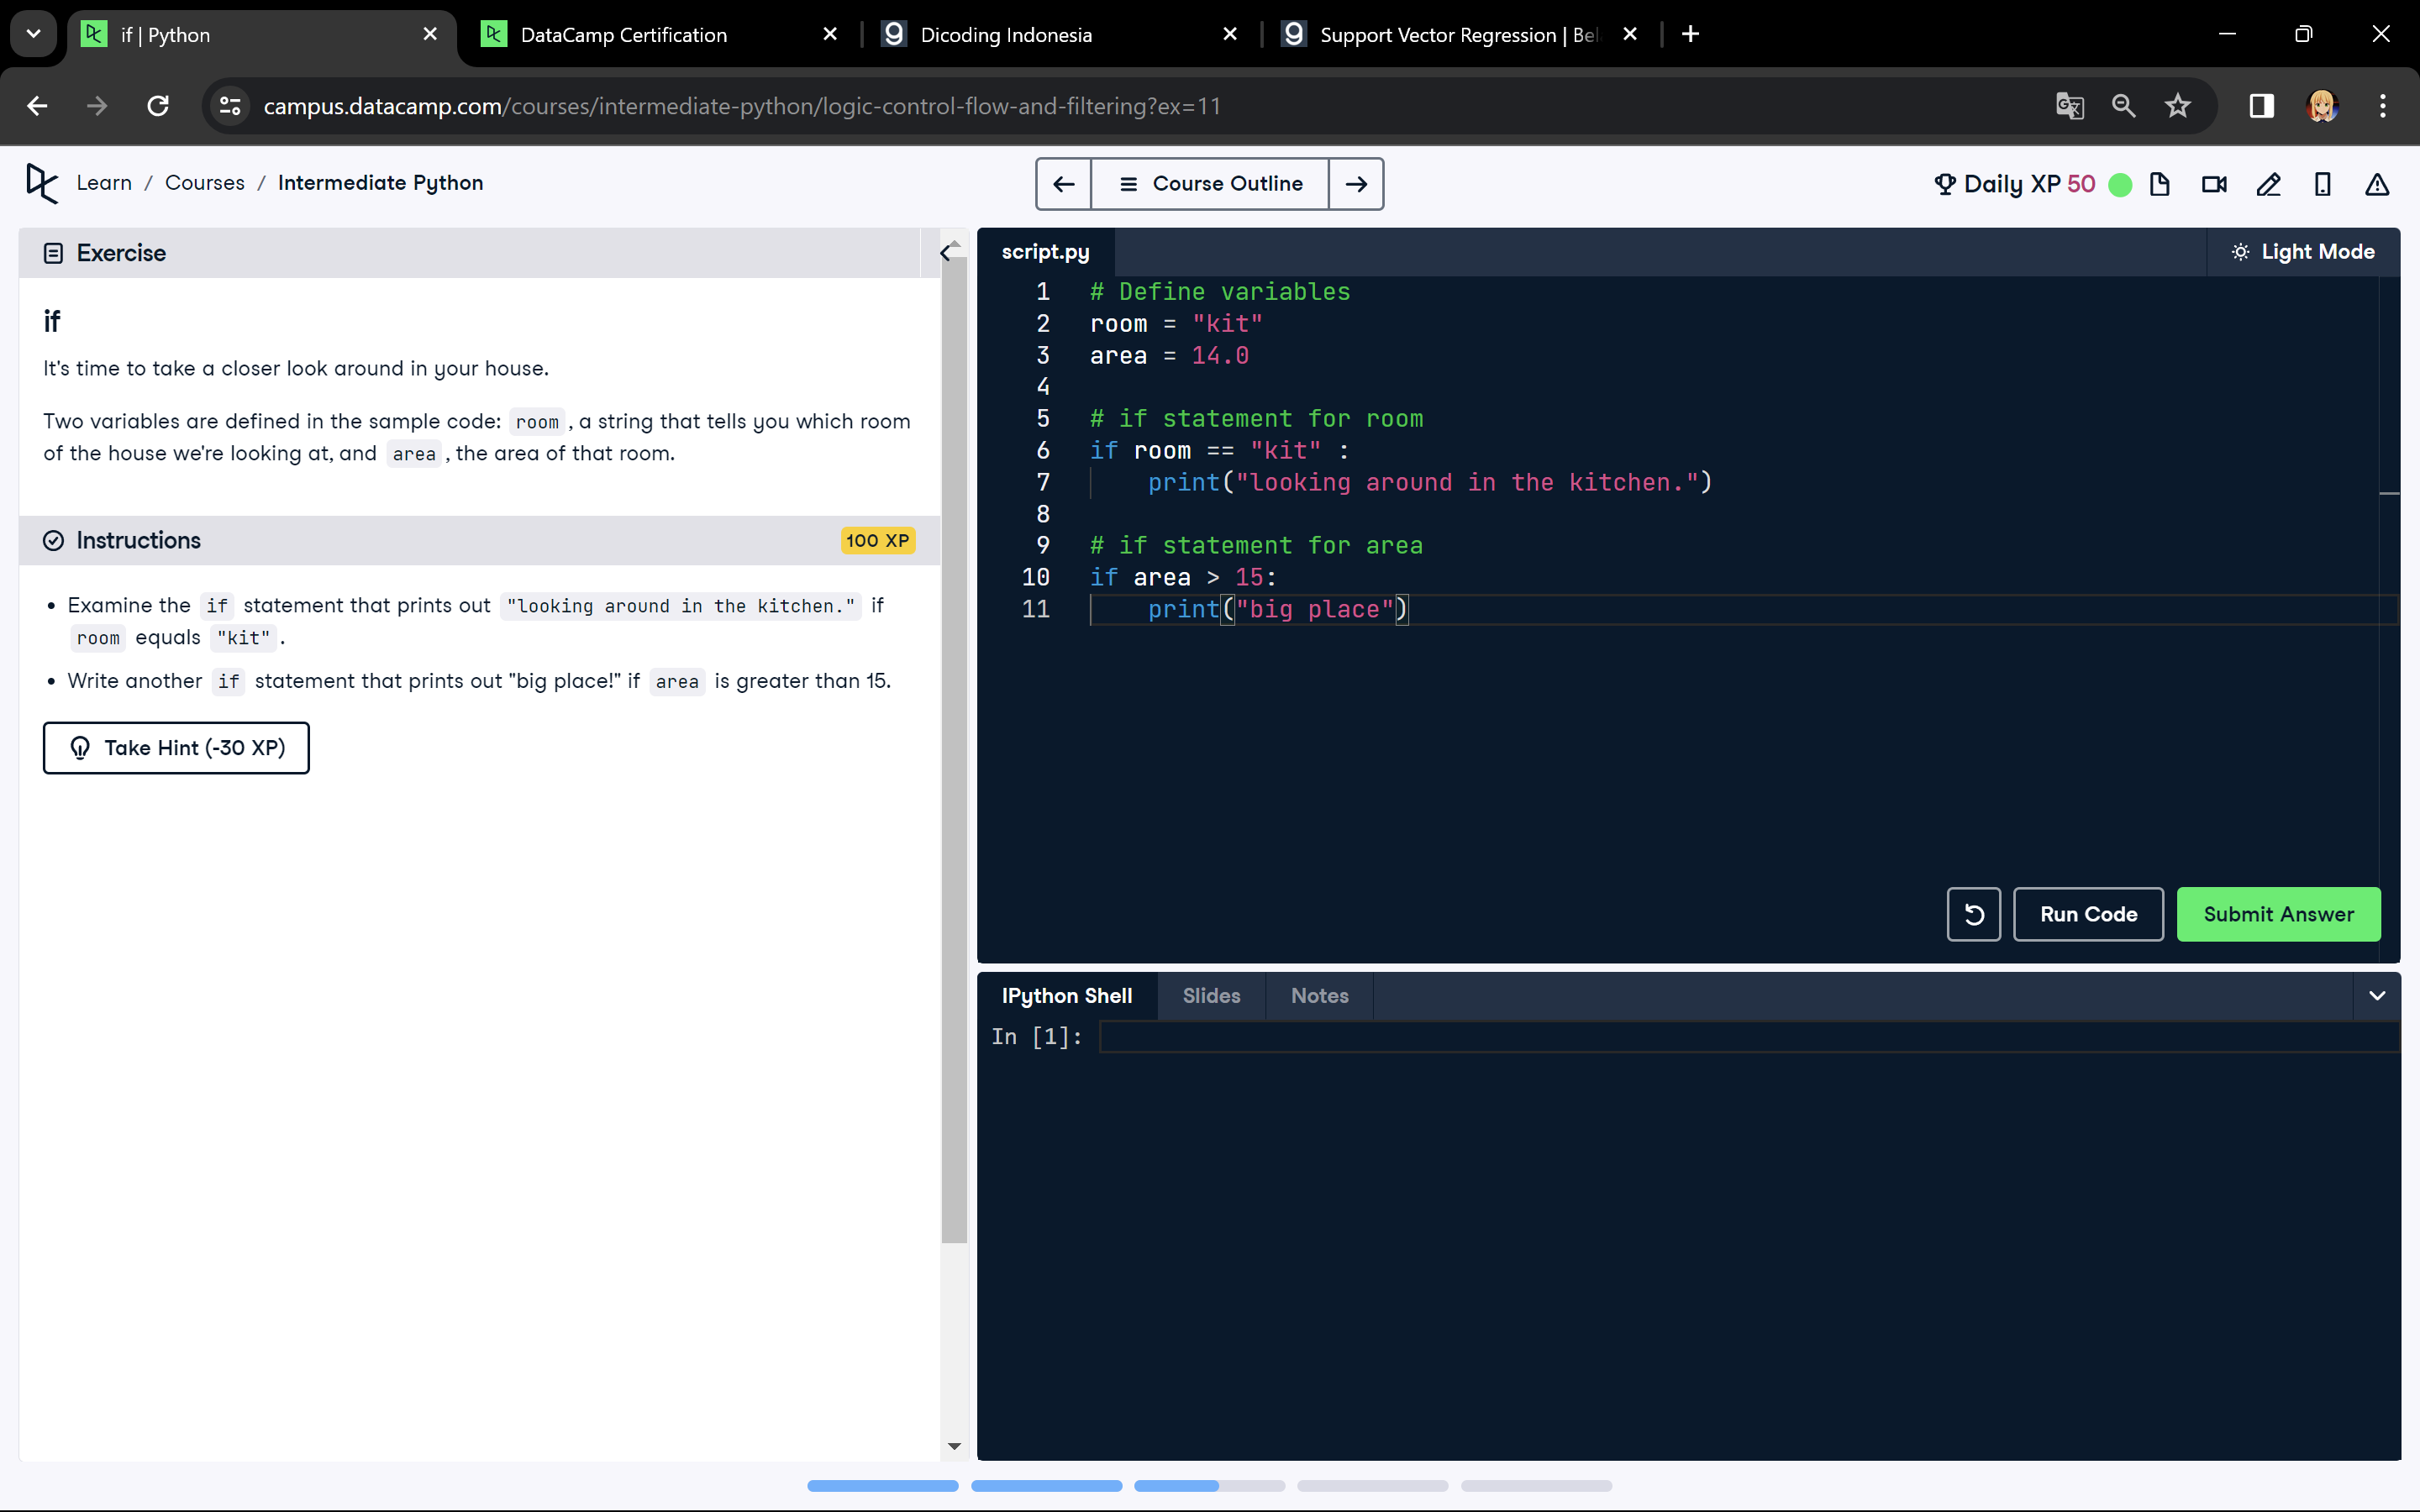 if | Python
DataCamp Certification
Dicoding Indonesia
Support Vector Regression | Bel
campus.datacamp.com/courses/intermediate-python/logic-control-flow-and-filtering?ex=11
Learn / Courses / Intermediate Python
Course Outline
Daily XP 50
Exercise
if
It's time to take a closer look around in your house.
Two variables are defined in the sample code: room, a string that tells you which room
of the house we're looking at, and area, the area of that room.
Instructions
100 XP
• Examine the if statement that prints out "looking around in the kitchen." if
room equals "kit".
• Write another if statement that prints out "big place!" if area is greater than 15.
Take Hint (-30 XP)
script.py
Light Mode
1 # Define variables
2 room = "kit"
3 area = 14.0
4
5 # if statement for room
6 if room == "kit" :
7     print("looking around in the kitchen.")
8
9 # if statement for area
10 if area > 15:
11     print("big place")
Run Code
Submit Answer
IPython Shell
Slides
Notes
In [1]: